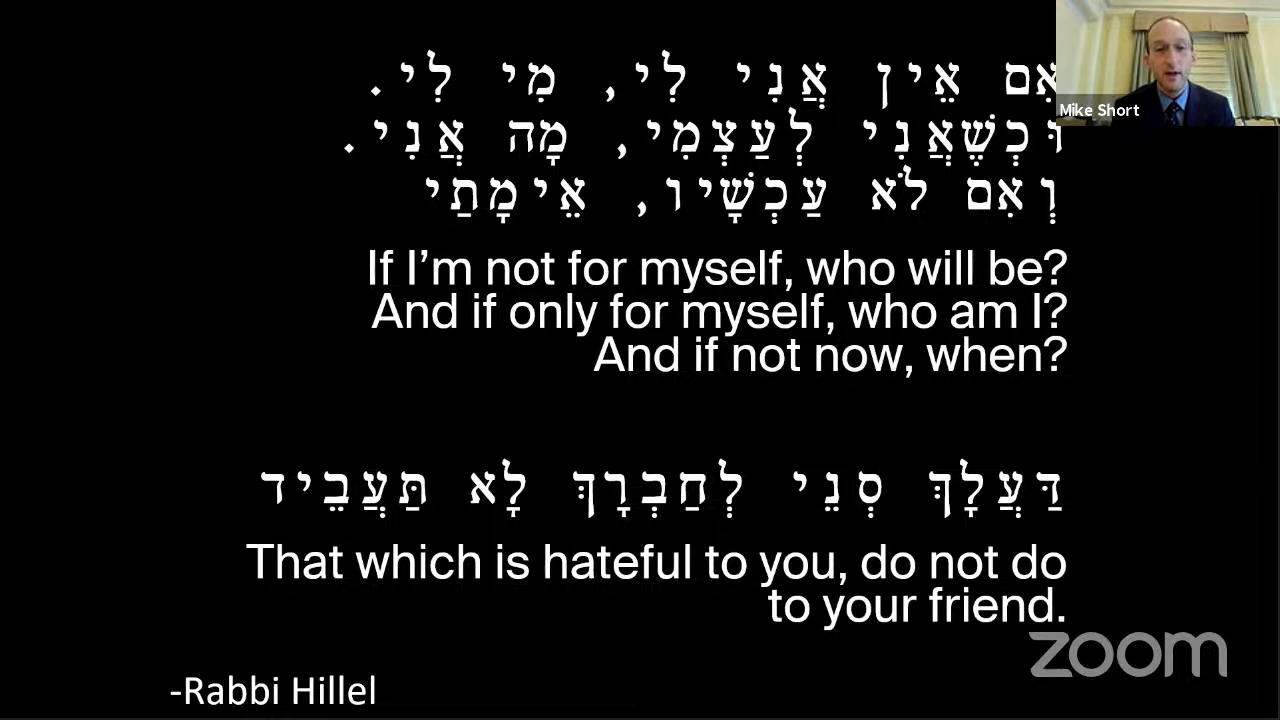 אִם אֵין אֲנִי לִי, מִי לִי.
וּכְשֶׁאֲנִי לְעַצְמִי, מָה אֲנִי.
וְאִם לֹא עַכְשָׁיו, אֵימָתַי
If I’m not for myself, who will be?
And if only for myself, who am I?
And if not now, when?
דַּעֲלָךְ סְנֵי לְחַבְרָךְ לָא תַּעֲבֵיד
That which is hateful to you, do not do
to your friend.
-Rabbi Hillel
Mike Short
zoom